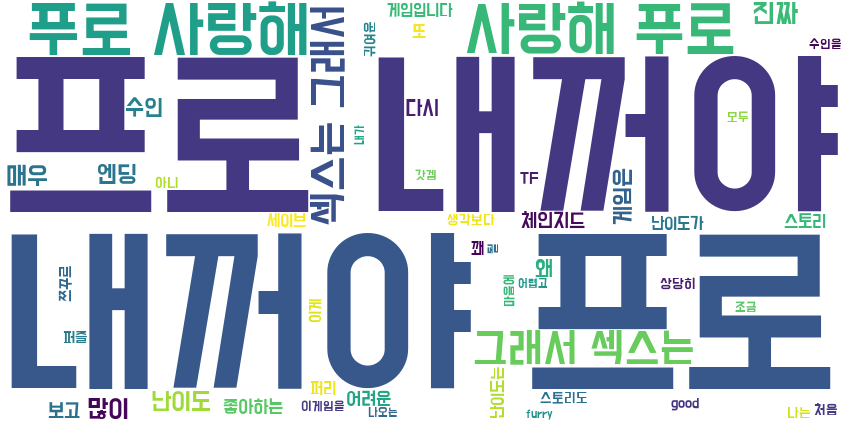 푸로 사랑해
그래서 섹스는
귀여운
게임입니다
또
사랑해 푸로
진짜
수인을
프로
내꺼야
수인
다시
내가
모두
매우
엔딩
아니
갓겜
TF
게임은
세이브
생각보다
체인지드
난이도가
스토리
내꺼야
프로
꽤
왜
쯔꾸르
이게
마음에
어렵고
상당히
조금
퍼즐
그래서 섹스는
퍼리
난이도
보고
많이
난이도
좋아하는
이게임을
어려운
나오는
스토리도
furry
good
나는
처음